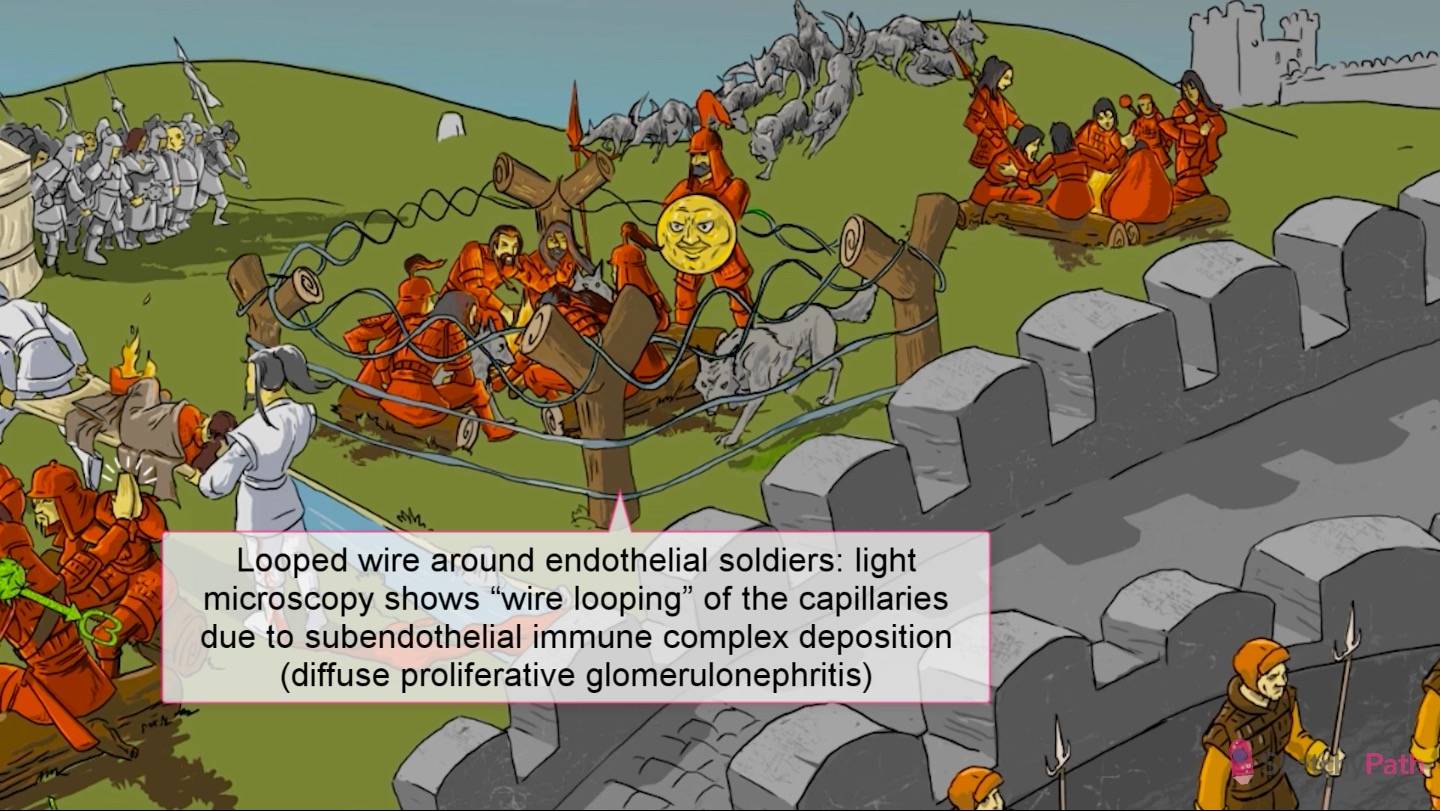 Looped wire around endothelial soldiers: light
microscopy shows “wire looping” of the capillaries
due to subendothelial immune complex deposition
(diffuse proliferative glomerulonephritis)
Path